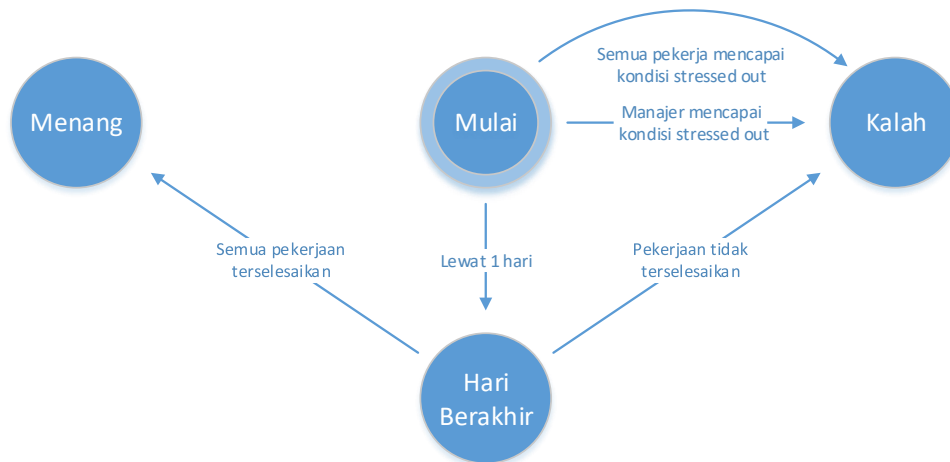 Semua pekerja mencapai
kondisi stressed out
Menang
Mulai
Manajer mencapai
kondisi stressed out
Kalah
Semua pekerjaan
terselesaikan
Lewat 1 hari
Pekerjaan tidak
terselesaikan
Hari
Berakhir